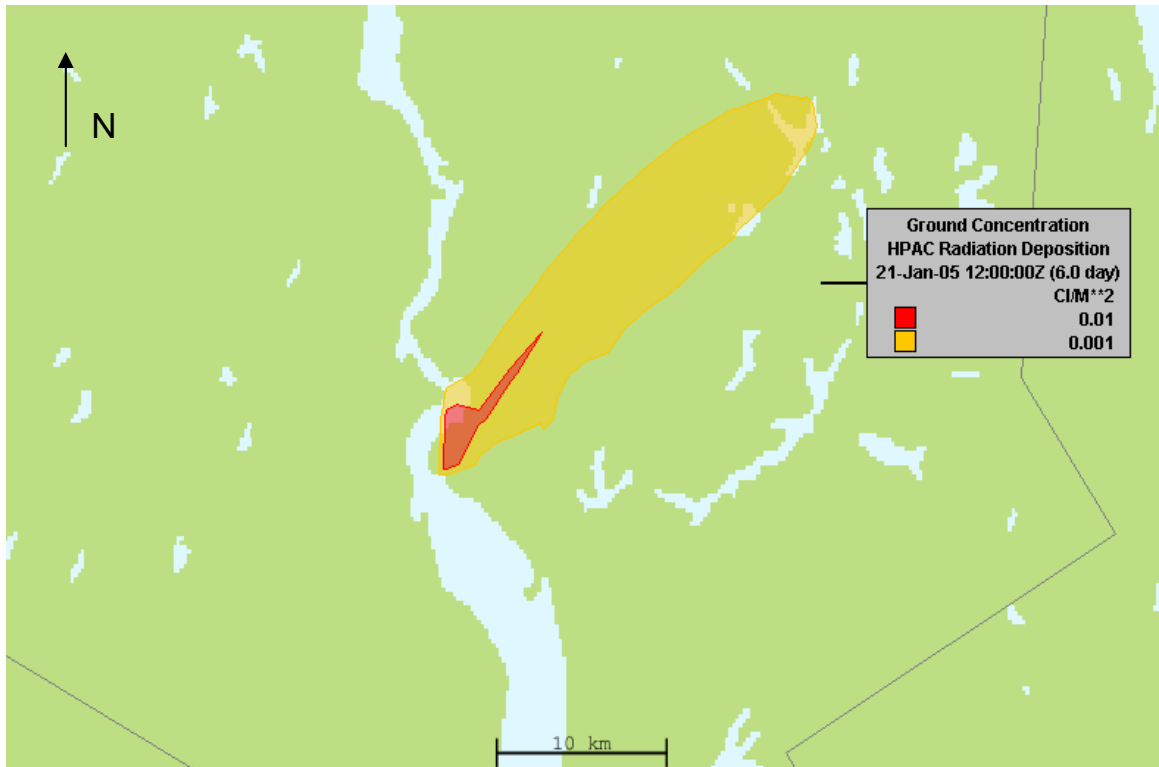 N
Ground Concentration
HPAC Radiation Deposition
21-Jan-05 12:00:00Z (6.0 day)
CI/M**2
0.01
0.001
10 km